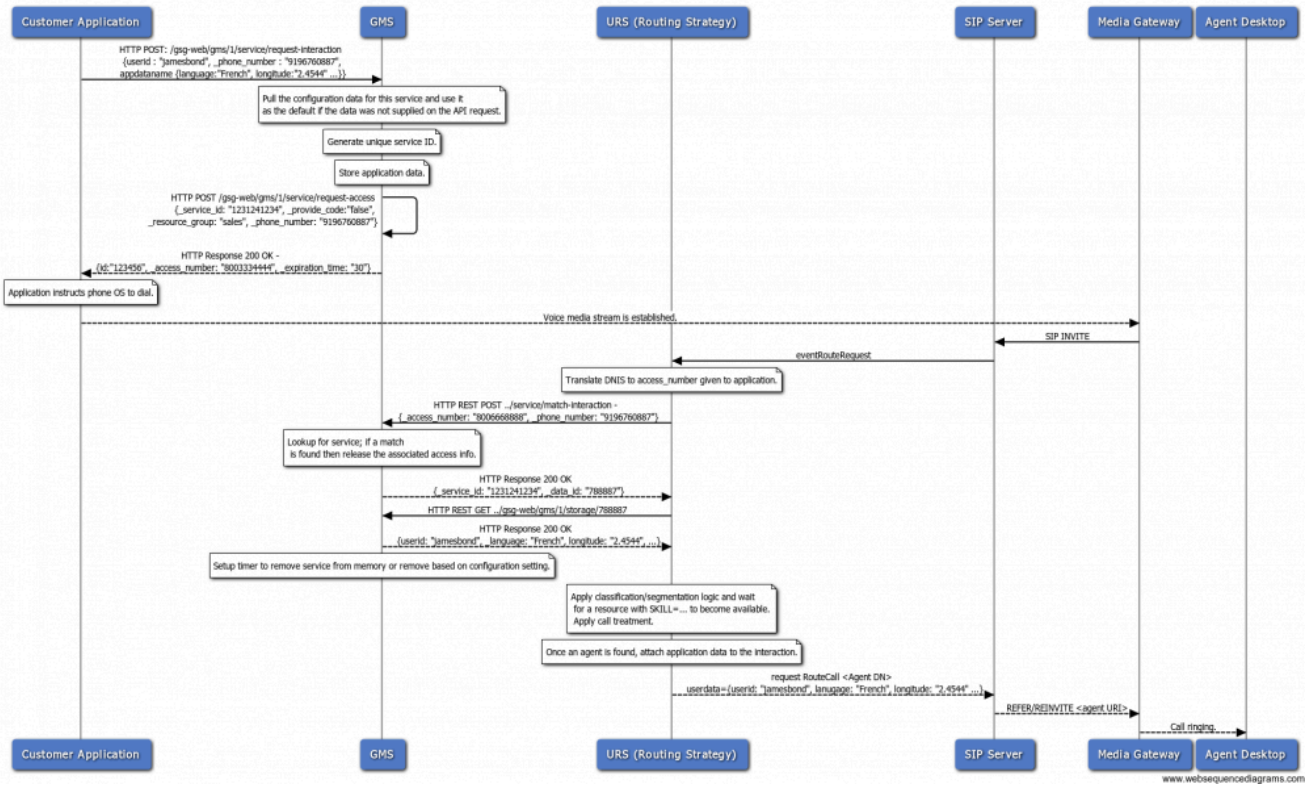 Customer Application
GMS
URS (Routing Strategy)
SIP Server
Media Gateway
Agent Desktop
HTTP POST: /gsg-web/gms/1/service/request-interaction
{userid : "jamesbond", _phone_number : "9196760887",
appdataname {language:"French", longitude:"2.4544" ...}}
Pull the configuration data for this service and use it
as the default if the data was not supplied on the API request.
Generate unique service ID.
Store application data.
HTTP POST /gsg-web/gms/1/service/request-access
{_service_id: "1231241234", _provide_code:"false",
_resource_group: "sales", _phone_number: "9196760887"}
HTTP Response 200 OK -
{id:"123456", _access_number: "8003334444", _expiration_time: "30"}
Application instructs phone OS to dial.
Voice media stream is established.
SIP INVITE
eventRouteRequest
Translate DNIS to access_number given to application.
HTTP REST POST ../service/match-interaction -
{_access_number: "8006668888", _phone_number: "9196760887"}
Lookup for service; if a match
is found then release the associated access info.
HTTP Response 200 OK
{_service_id: "1231241234", _data_id: "788887"}
HTTP REST GET ../gsg-web/gms/1/storage/788887
HTTP Response 200 OK
{userid: "jamesbond", _language: "French", longitude: "2.4544", ...}
Setup timer to remove service from memory or remove based on configuration setting.
Apply classification/segmentation logic and wait
for a resource with SKILL=... to become available.
Apply call treatment.
Once an agent is found, attach application data to the interaction.
request RouteCall <Agent DN>
userdata={userid: "jamesbond", lanugage: "French", longitude: "2.4544" ...}
REFER/REINVITE <agent URI>
Call ringing.
Customer Application
GMS
URS (Routing Strategy)
SIP Server
Media Gateway
Agent Desktop
www.websequencediagrams.com